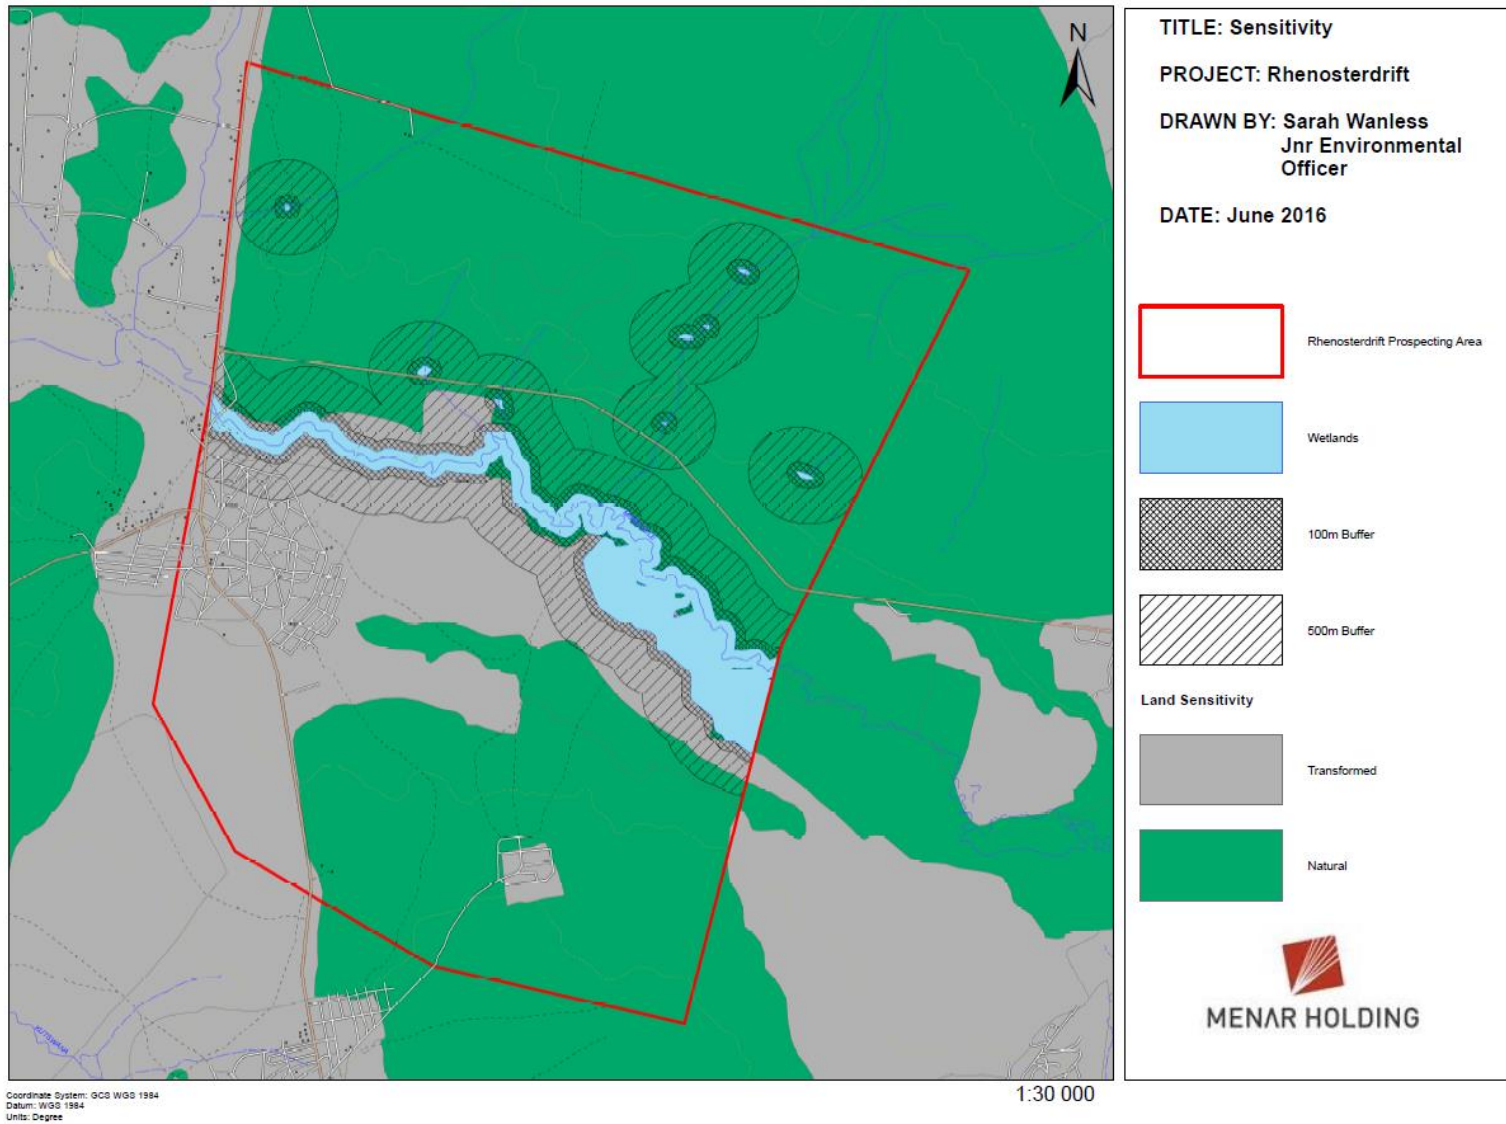 N
TITLE: Sensitivity
PROJECT: Rhenosterdrift
DRAWN BY: Sarah Wanless
Jnr Environmental
Officer
DATE: June 2016
Rhenosterdrift Prospecting Area
Wetlands
100m Buffer
500m Buffer
Land Sensitivity
Transformed
Natural
MENAR HOLDING
Coordinate System: GCS WGS 1984
Datum: WGS 1984
Units: Degree
1:30 000